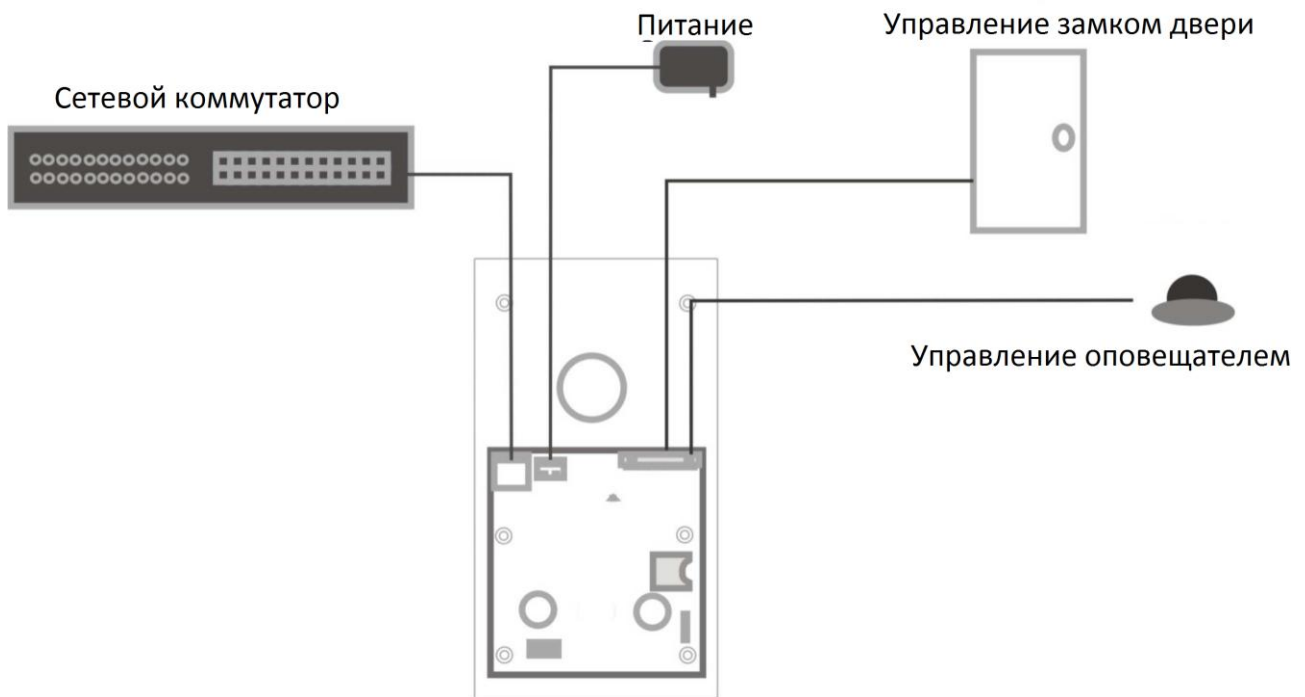 Питание
Управление замком двери
Сетевой коммутатор
Управление оповещателем